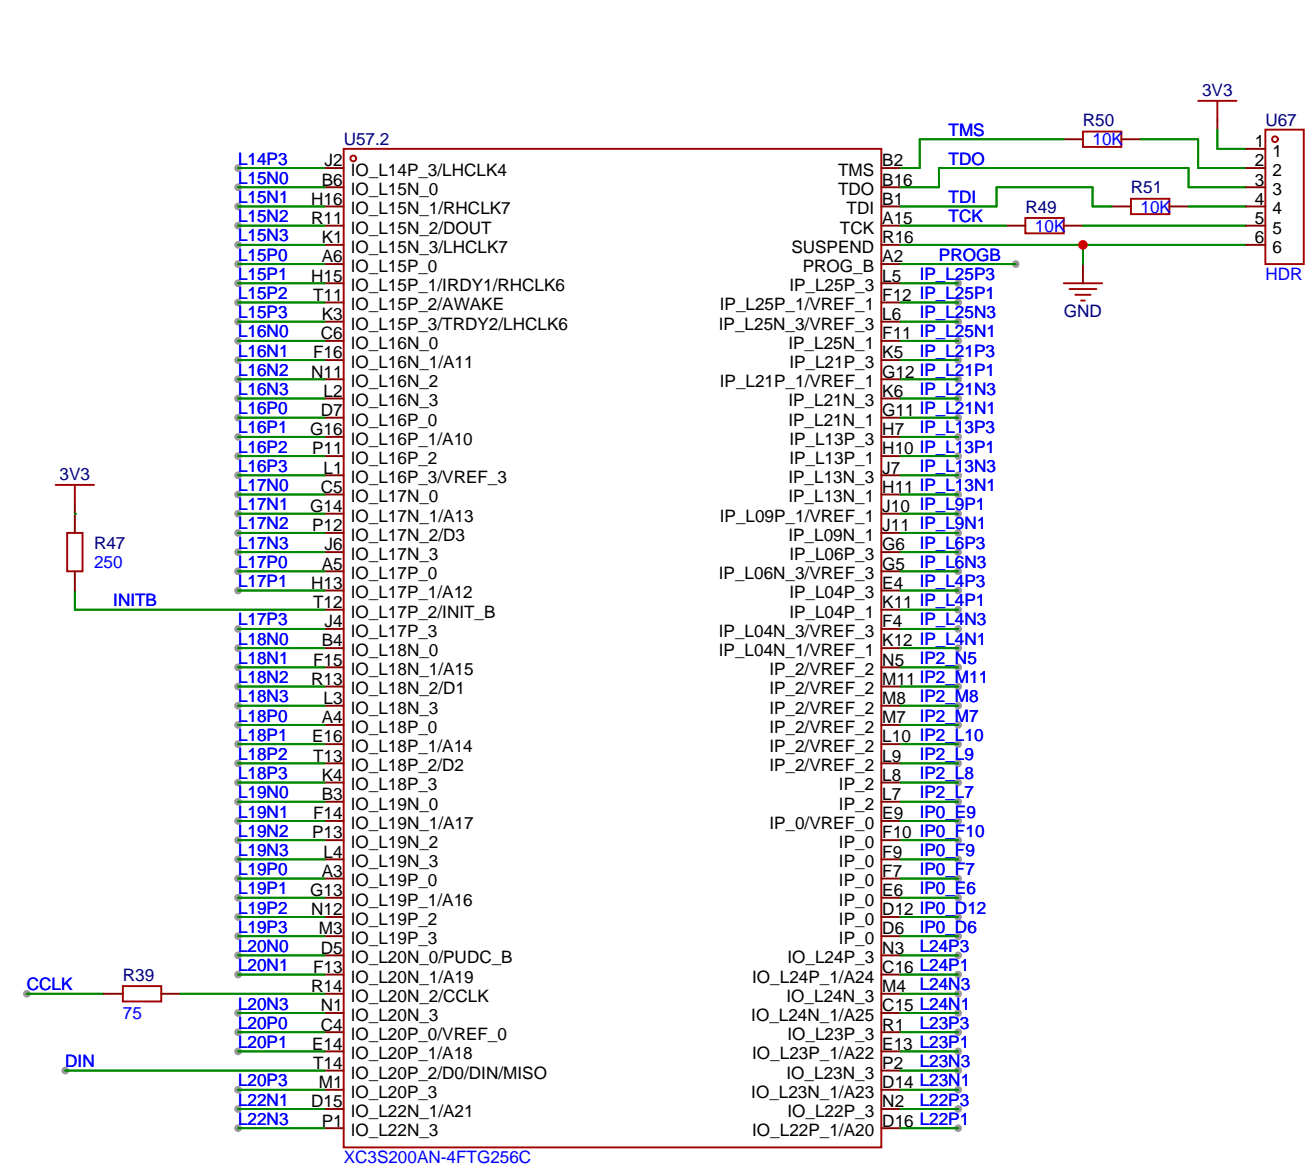 3V3
U67
R50
10K
1
2
3
4
5
6
1
2
3
4
5
6
HDR
TMS
TDO
TDI
TCK
R51
10K
R49
10K
GND
PROGB
U57.2
L14P3 J2 IO_L14P_3/LHCLK4
L15N0 B6 IO_L15N_0
L15N1 H16 IO_L15N_1/RHCLK7
L15N2 R11 IO_L15N_2/DOUT
L15N3 K1 IO_L15N_3/LHCLK7
L15P0 A6 IO_L15P_0
L15P1 H15 IO_L15P_1/IRDY1/RHCLK6
L15P2 T11 IO_L15P_2/AWAKE
L15P3 K3 IO_L15P_3/TRDY2/LHCLK6
L16N0 C6 IO_L16N_0
L16N1 F16 IO_L16N_1/A11
L16N2 N11 IO_L16N_2
L16N3 L2 IO_L16N_3
L16P0 D7 IO_L16P_0
L16P1 G16 IO_L16P_1/A10
L16P2 P11 IO_L16P_2
L16P3 L1 IO_L16P_3/VREF_3
L17N0 C5 IO_L17N_0
L17N1 G14 IO_L17N_1/A13
L17N2 P12 IO_L17N_2/D3
L17N3 J6 IO_L17N_3
L17P0 A5 IO_L17P_0
L17P1 H13 IO_L17P_1/A12
3V3
R47
250
INITB T12 IO_L17P_2/INIT_B
L17P3 J4 IO_L17P_3
L18N0 B4 IO_L18N_0
L18N1 F15 IO_L18N_1/A15
L18N2 R13 IO_L18N_2/D1
L18N3 L3 IO_L18N_3
L18P0 A4 IO_L18P_0
L18P1 E16 IO_L18P_1/A14
L18P2 T13 IO_L18P_2/D2
L18P3 K4 IO_L18P_3
L19N0 B3 IO_L19N_0
L19N1 F14 IO_L19N_1/A17
L19N2 P13 IO_L19N_2
L19N3 L4 IO_L19N_3
L19P0 A3 IO_L19P_0
L19P1 G13 IO_L19P_1/A16
L19P2 N12 IO_L19P_2
L19P3 M3 IO_L19P_3
L20N0 D5 IO_L20N_0/PUDC_B
L20N1 F13 IO_L20N_1/A19
CCLK R39 75 R14 IO_L20N_2/CCLK
L20N3 N1 IO_L20N_3
L20P0 C4 IO_L20P_0/VREF_0
L20P1 E14 IO_L20P_1/A18
DIN T14 IO_L20P_2/D0/DIN/MISO
L20P3 M1 IO_L20P_3
L22N1 D15 IO_L22N_1/A21
L22N3 P1 IO_L22N_3
TMS B2
TDO B16
TDI B1
TCK A15
SUSPEND R16
PROG_B A2
IP_L25P_3 L5 IP_L25P3
IP_L25P_1/VREF_1 F12 IP_L25P1
IP_L25N_3/VREF_3 L6 IP_L25N3
IP_L25N_1 F11 IP_L25N1
IP_L21P_3 K5 IP_L21P3
IP_L21P_1/VREF_1 G12 IP_L21P1
IP_L21N_3 K6 IP_L21N3
IP_L21N_1 G11 IP_L21N1
IP_L13P_3 H7 IP_L13P3
IP_L13P_1 H10 IP_L13P1
IP_L13N_3 J7 IP_L13N3
IP_L13N_1 H11 IP_L13N1
IP_L09P_1/VREF_1 J10 IP_L9P1
IP_L09N_1 J11 IP_L9N1
IP_L06P_3 G6 IP_L6P3
IP_L06N_3/VREF_3 G5 IP_L6N3
IP_L04P_3 E4 IP_L4P3
IP_L04P_1 K11 IP_L4P1
IP_L04N_3/VREF_3 F4 IP_L4N3
IP_L04N_1/VREF_1 K12 IP_L4N1
IP_2/VREF_2 N5 IP2_N5
IP_2/VREF_2 M11 IP2_M11
IP_2/VREF_2 M8 IP2_M8
IP_2/VREF_2 M7 IP2_M7
IP_2/VREF_2 L10 IP2_L10
IP_2/VREF_2 L9 IP2_L9
IP_2 L8 IP2_L8
IP_2 L7 IP2_L7
IP_0/VREF_0 E9 IP0_E9
IP_0 F10 IP0_F10
IP_0 F9 IP0_F9
IP_0 F7 IP0_F7
IP_0 E6 IP0_E6
IP_0 D12 IP0_D12
IP_0 D6 IP0_D6
IO_L24P_3 N3 L24P3
IO_L24P_1/A24 C16 L24P1
IO_L24N_3 M4 L24N3
IO_L24N_1/A25 C15 L24N1
IO_L23P_3 R1 L23P3
IO_L23P_1/A22 E13 L23P1
IO_L23N_3 P2 L23N3
IO_L23N_1/A23 D14 L23N1
IO_L22P_3 N2 L22P3
IO_L22P_1/A20 D16 L22P1
XC3S200AN-4FTG256C